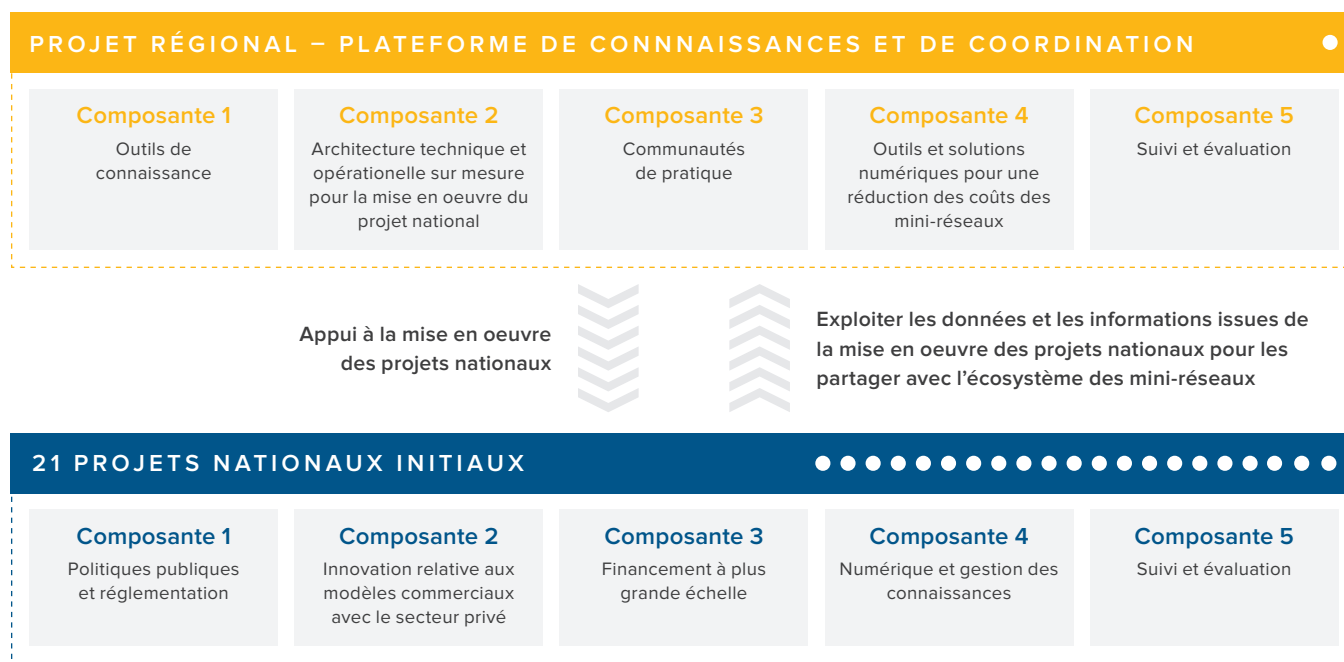 PROJET RÉGIONAL – PLATEFORME DE CONNNAISSANCES ET DE COORDINATION
Composante 1
Outils de
connaissance
Composante 2
Architecture technique et
opérationelle sur mesure
pour la mise en oeuvre du
projet national
Composante 3
Communautés
de pratique
Composante 4
Outils et solutions
numériques pour une
réduction des coûts des
mini-réseaux
Composante 5
Suivi et évaluation
Appui à la mise en oeuvre
des projets nationaux
Exploiter les données et les informations issues de
la mise en oeuvre des projets nationaux pour les
partager avec l’écosystème des mini-réseaux
21 PROJETS NATIONAUX INITIAUX
Composante 1
Politiques publiques
et réglementation
Composante 2
Innovation relative aux
modèles commerciaux
avec le secteur privé
Composante 3
Financement à plus
grande échelle
Composante 4
Numérique et gestion des
connaissances
Composante 5
Suivi et évaluation